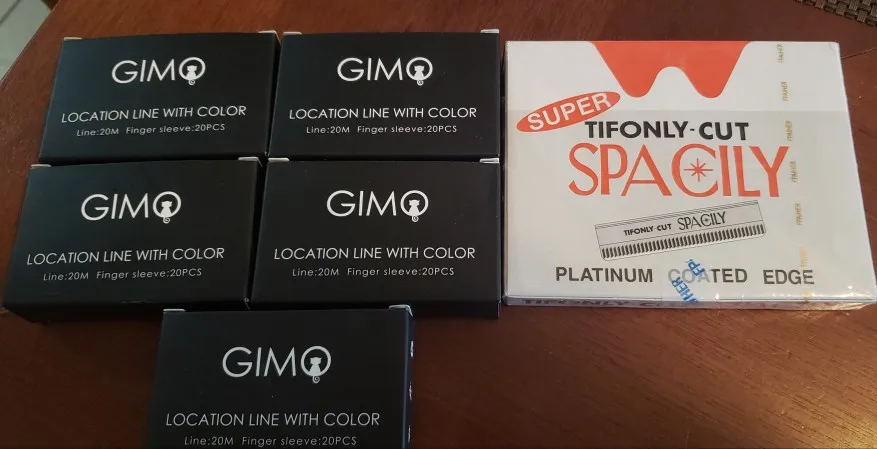 GIMO
LOCATION LINE WITH COLOR
Line:20M Finger sleeve:20PCS
GIMO
LOCATION LINE WITH COLOR
Line:20M Finger sleeve:20PCS
GIMO
LOCATION LINE WITH COLOR
Line:20M Finger sleeve:20PCS
GIMO
LOCATION LINE WITH COLOR
Line:20M Finger sleeve:20PCS
GIMO
LOCATION LINE WITH COLOR
Line:20M Finger sleeve:20PCS
SUPER
TIFONLY-CUT
SPACILY
TIFONLY-CUT SPACILY
PLATINUM COATED EDGE